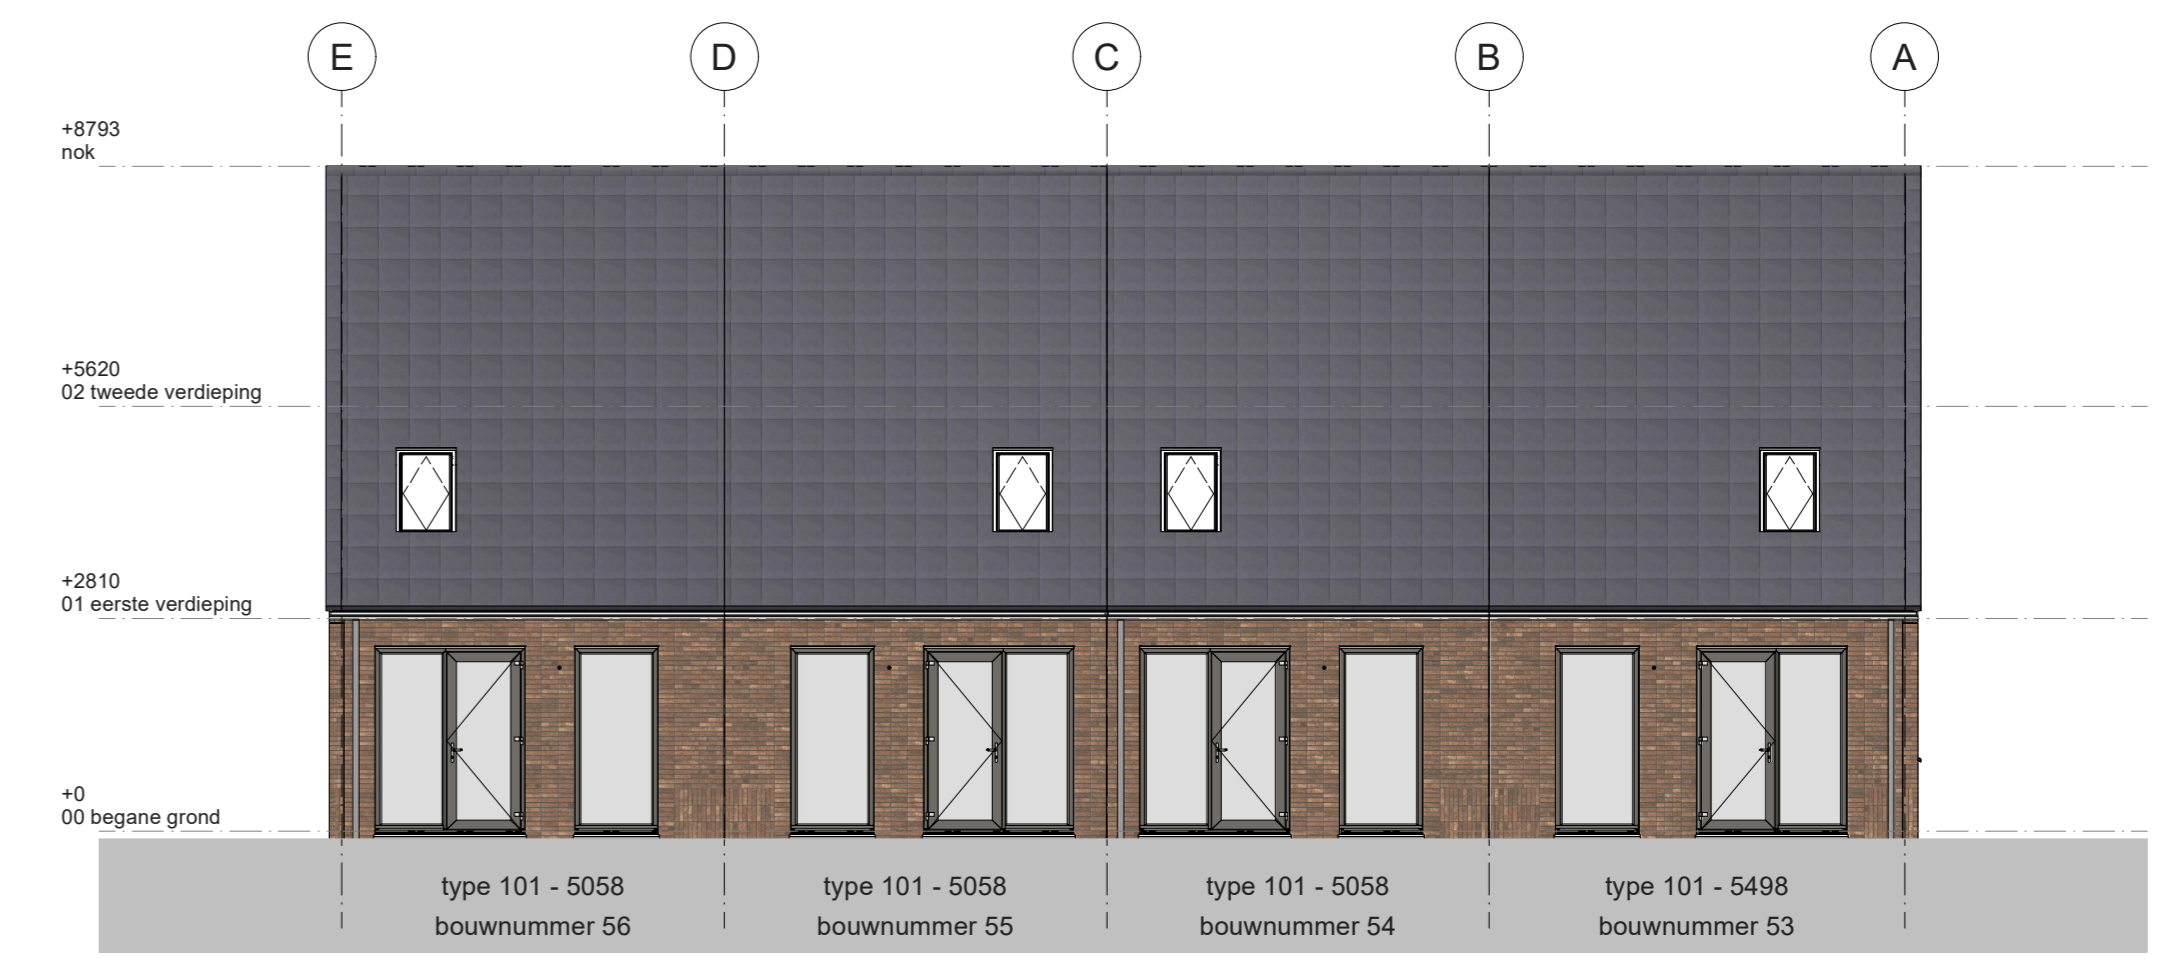 E
D
C
B
A
+8793
nok
+5620
02 tweede verdieping
+2810
01 eerste verdieping
+0
00 begane grond
type 101 - 5058
bouwnummer 56
type 101 - 5058
bouwnummer 55
type 101 - 5058
bouwnummer 54
type 101 - 5498
bouwnummer 53